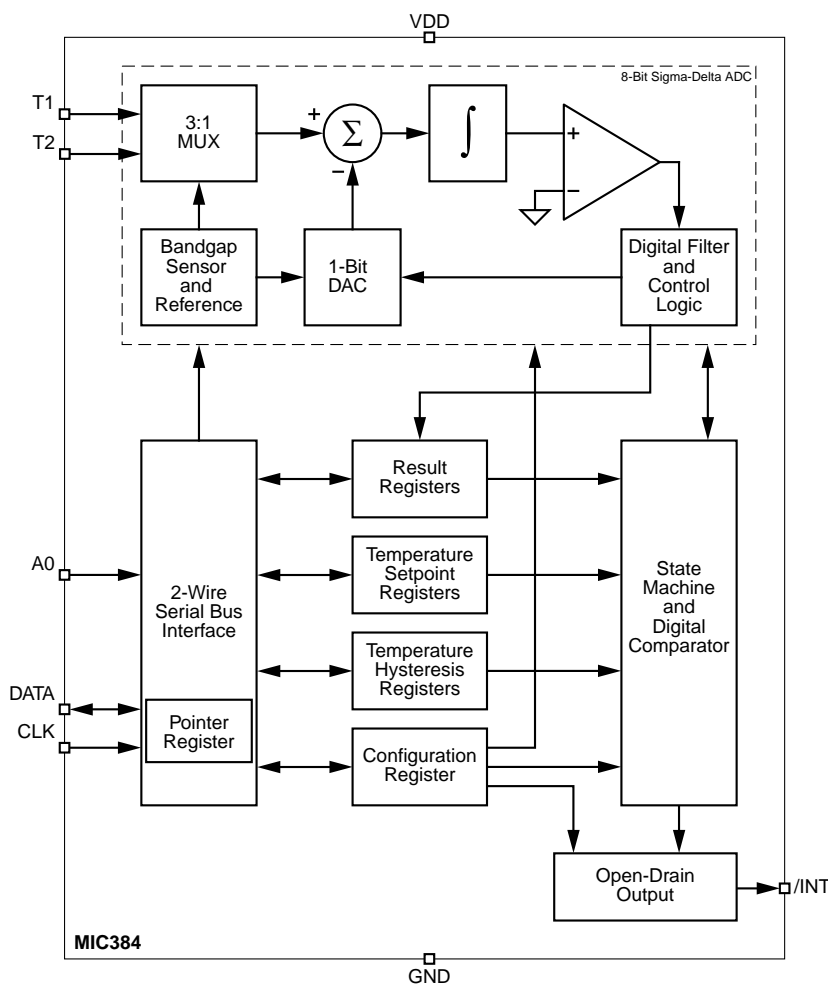 VDD
8-Bit Sigma-Delta ADC
T1
T2
3:1
MUX
+
Σ
−
∫
+
−
Bandgap
Sensor
and
Reference
1-Bit
DAC
Digital Filter
and
Control
Logic
A0
DATA
CLK
2-Wire
Serial Bus
Interface
Pointer
Register
Result
Registers
Temperature
Setpoint
Registers
Temperature
Hysteresis
Registers
Configuration
Register
State
Machine
and
Digital
Comparator
Open-Drain
Output
/INT
MIC384
GND